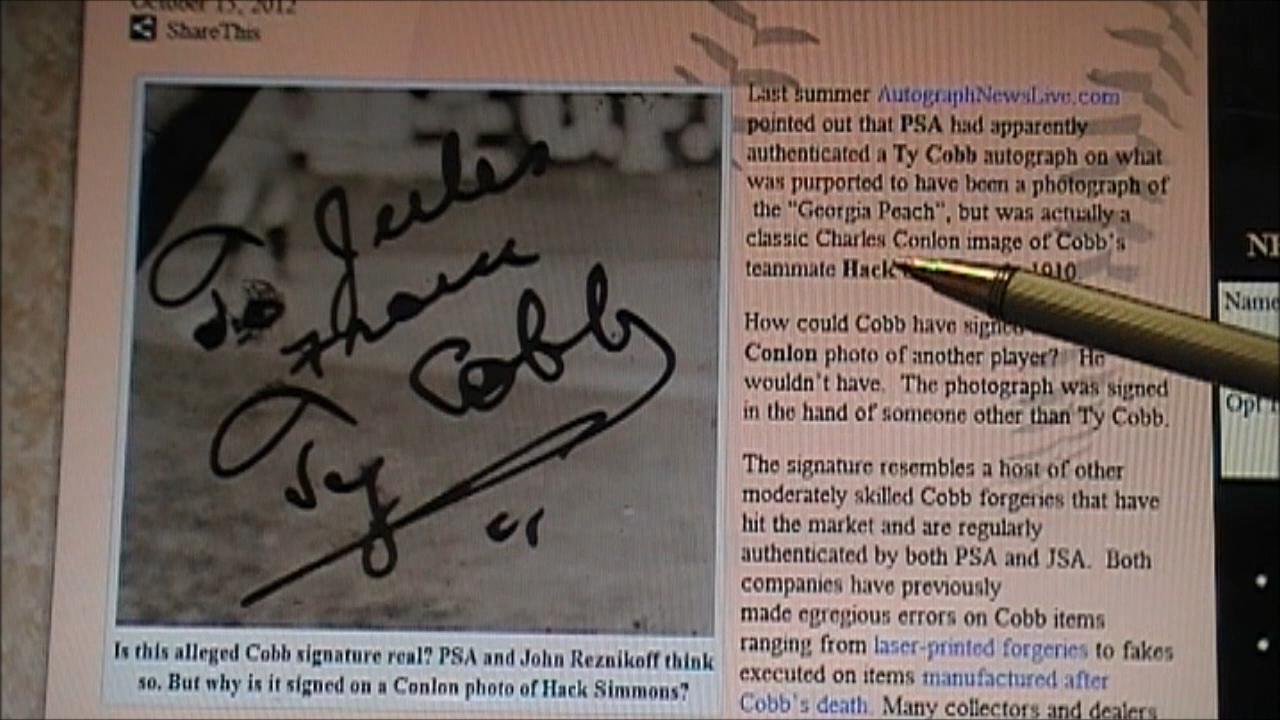 October 15, 2012
ShareThis
To Jules
from
Ty Cobb
Is this alleged Cobb signature real? PSA and John Reznikoff think
so. But why is it signed on a Conlon photo of Hack Simmons?
Last summer AutographNewsLive.com
pointed out that PSA had apparently
authenticated a Ty Cobb autograph on what
was purported to have been a photograph of
the "Georgia Peach", but was actually a
classic Charles Conlon image of Cobb's
teammate Hack 1910.
How could Cobb have signed
Conlon photo of another player? He
wouldn't have. The photograph was signed
in the hand of someone other than Ty Cobb.
The signature resembles a host of other
moderately skilled Cobb forgeries that have
hit the market and are regularly
authenticated by both PSA and JSA. Both
companies have previously
made egregious errors on Cobb items
ranging from laser-printed forgeries to fakes
executed on items manufactured after
Cobb's death. Many collectors and dealers
Name